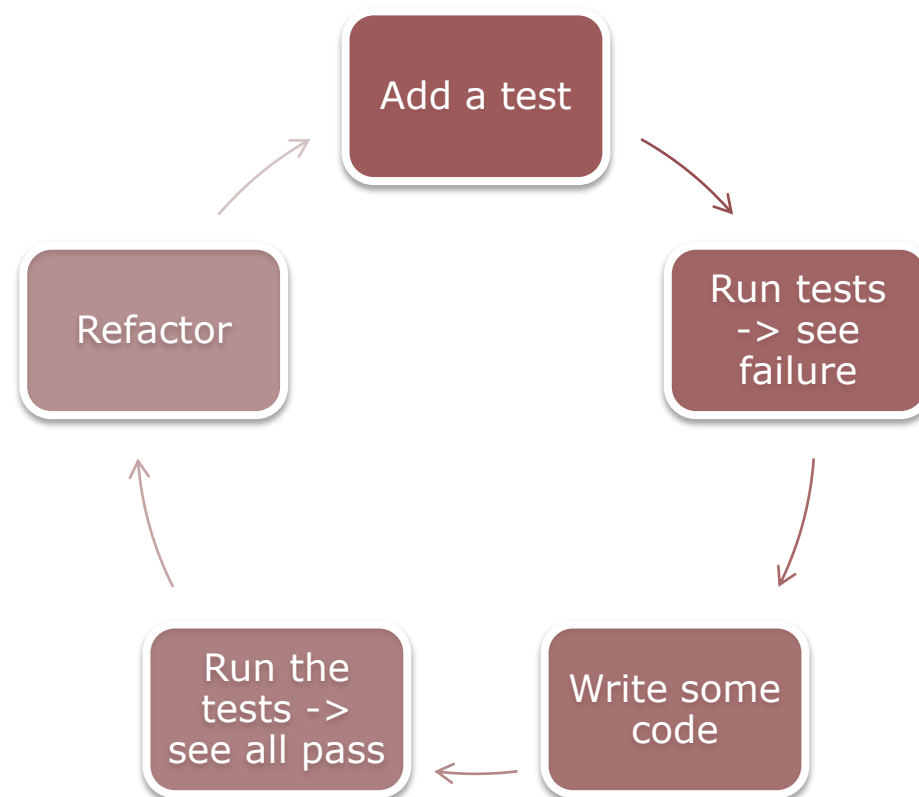 Add a test
Run tests
-> see
failure
Write some
code
Run the
tests ->
see all pass
Refactor